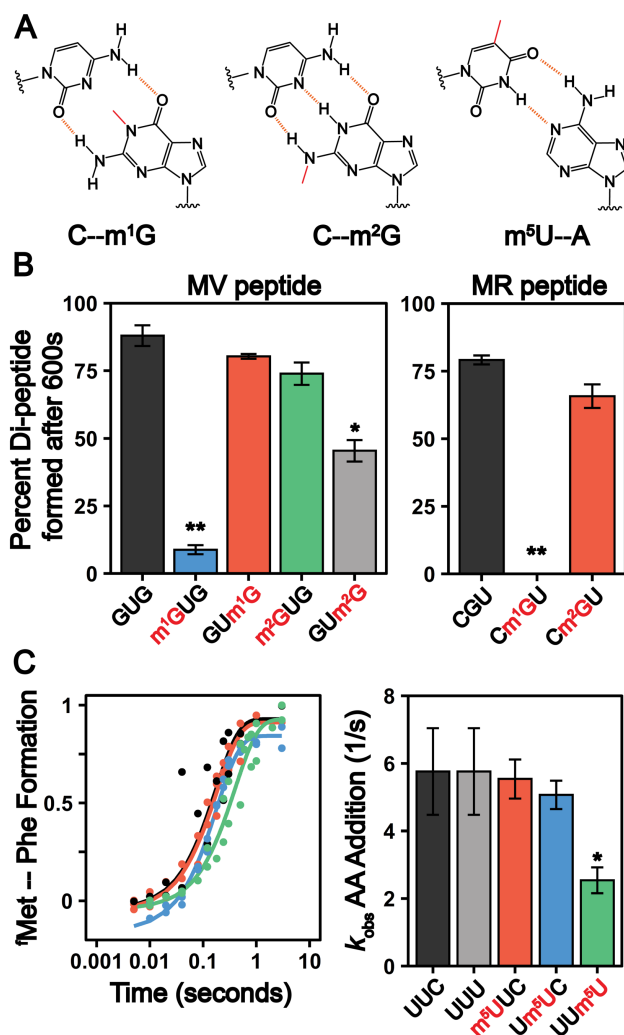 A
H
N
H
N
N
O
O
H
N
H
N
N
N
N
C--m¹G
H
N
H
N
N
O
O
H
N
H
N
N
N
N
C--m²G
O
N
N
H
O
H
N
H
N
N
N
N
m⁵U--A
B
MV peptide
MR peptide
Percent Di-peptide
formed after 600s
100
75
50
25
0
**
*
GUG
m¹GUG
GUm¹G
m²GUG
GUm²G
100
75
50
25
0
**
CGU
Cm¹GU
Cm²GU
C
fMet -- Phe Formation
1
0.5
0
0.001
0.01
0.1
1
10
Time (seconds)
kobs AA Addition (1/s)
8
6
4
2
0
*
UUC
UUU
m⁵UUC
Um⁵UC
UUm⁵U